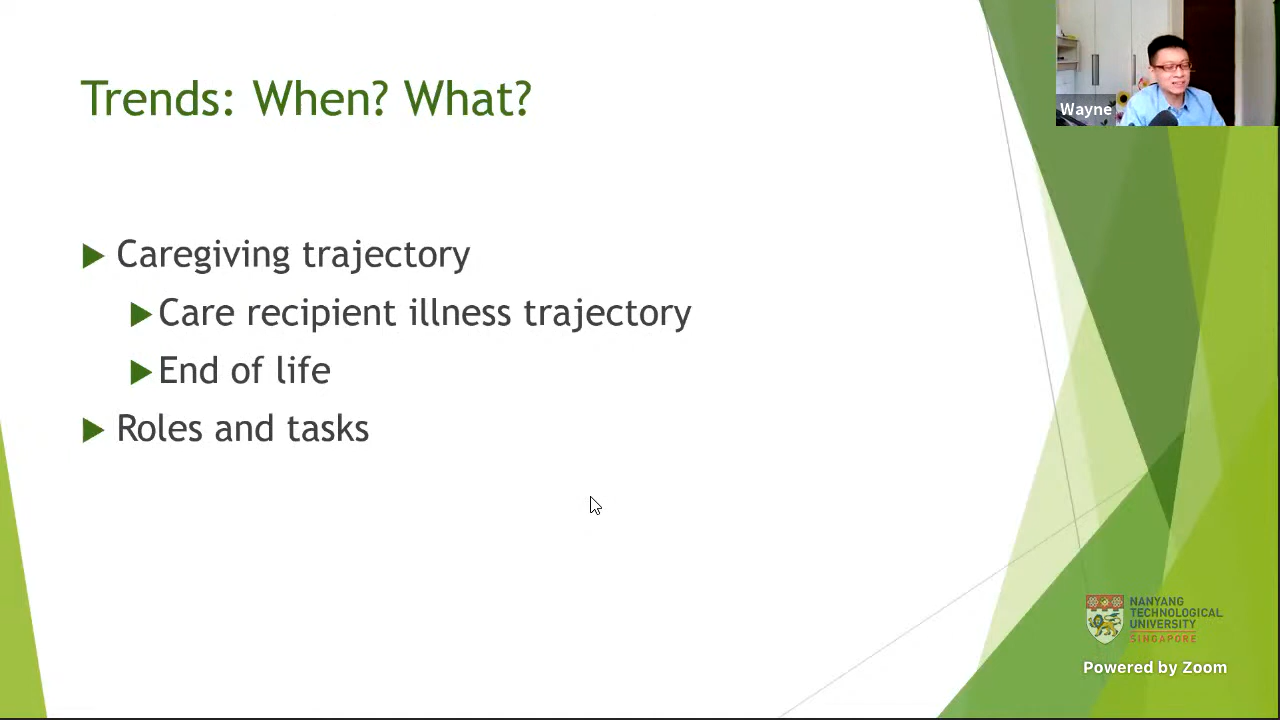 Trends: When? What?
Wayne
Caregiving trajectory
Care recipient illness trajectory
End of life
Roles and tasks
NANYANG
TECHNOLOGICAL
UNIVERSITY
SINGAPORE
Powered by Zoom